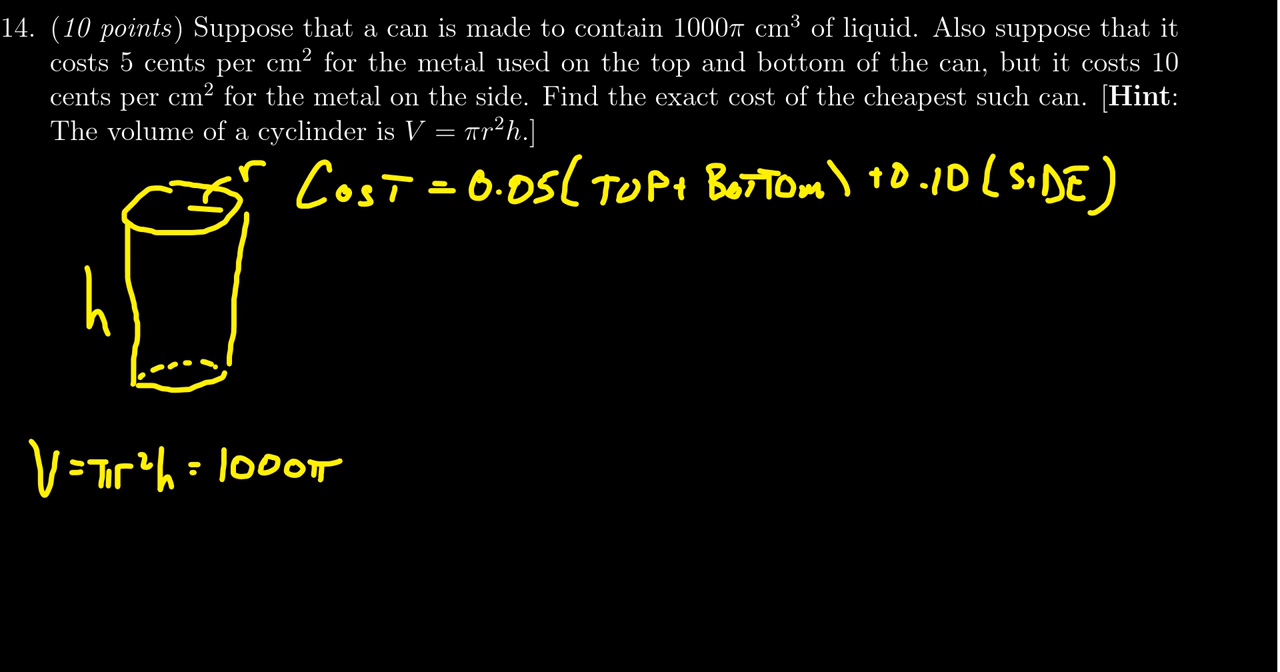 14. (10 points) Suppose that a can is made to contain 1000π cm³ of liquid. Also suppose that it
costs 5 cents per cm² for the metal used on the top and bottom of the can, but it costs 10
cents per cm² for the metal on the side. Find the exact cost of the cheapest such can. [Hint:
The volume of a cyclinder is V = πr²h.]
r
COST = 0.05(TOP + BOTTOM) + 0.10(SIDE)
h
V = πr²h = 1000π